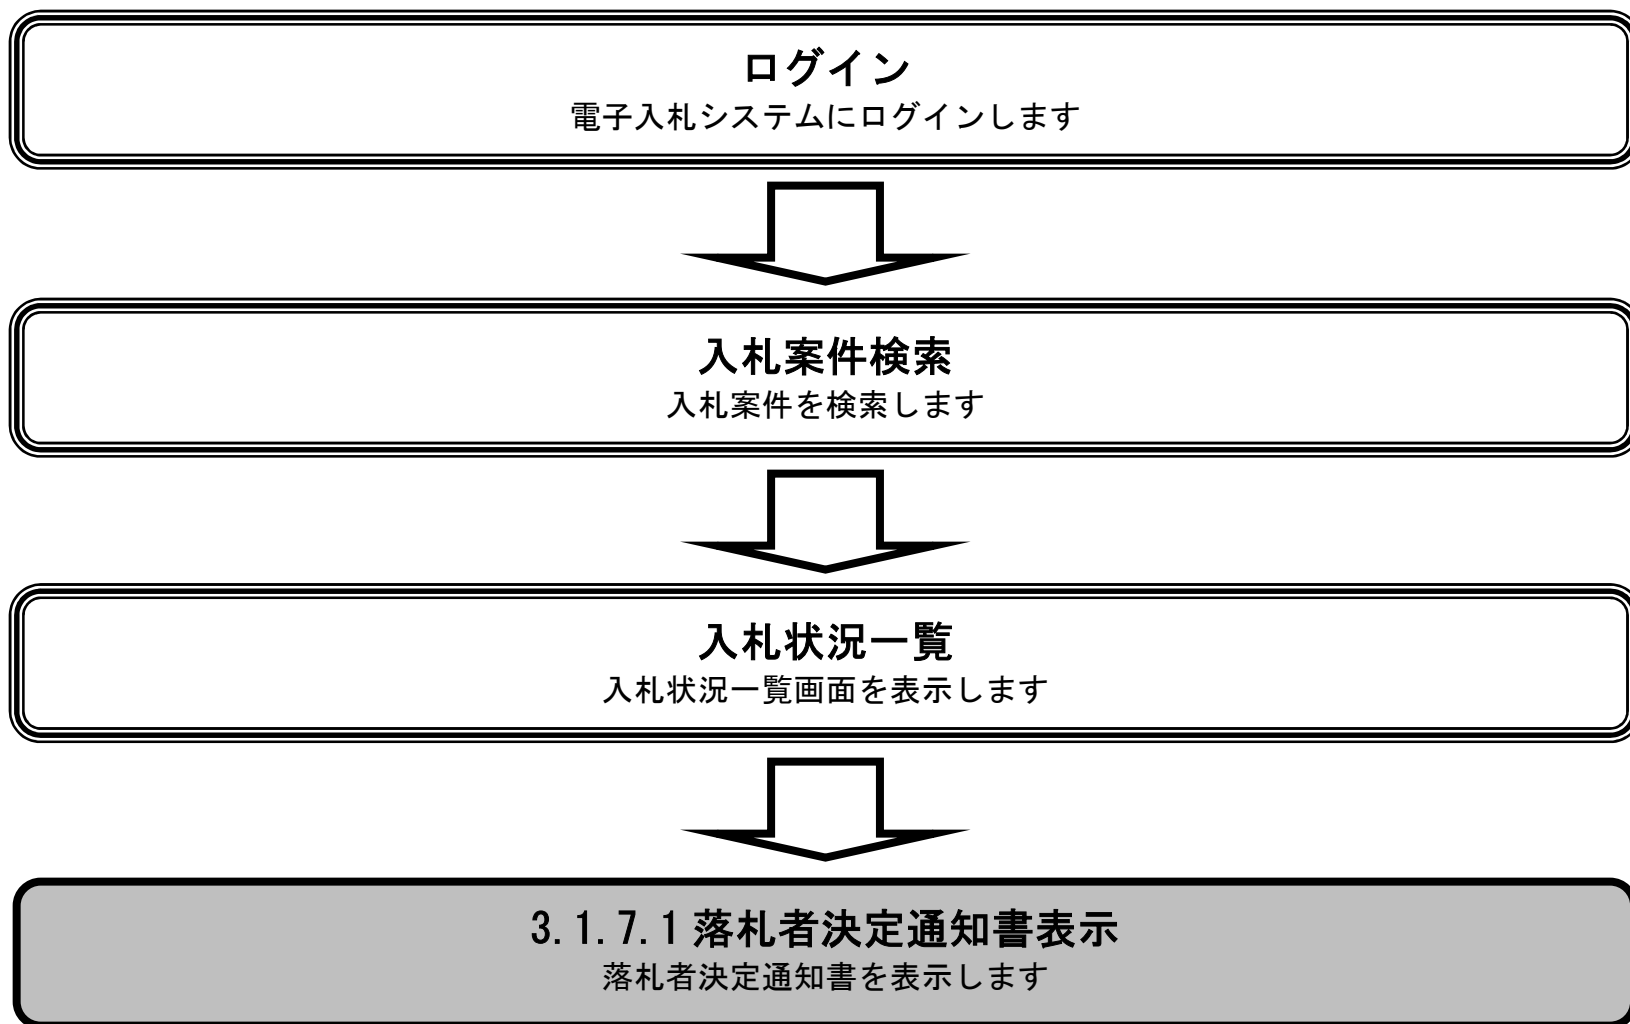 ログイン
電子入札システムにログインします
入札案件検索
入札案件を検索します
入札状況一覧
入札状況一覧画面を表示します
3.1.7.1 落札者決定通知書表示
落札者決定通知書を表示します